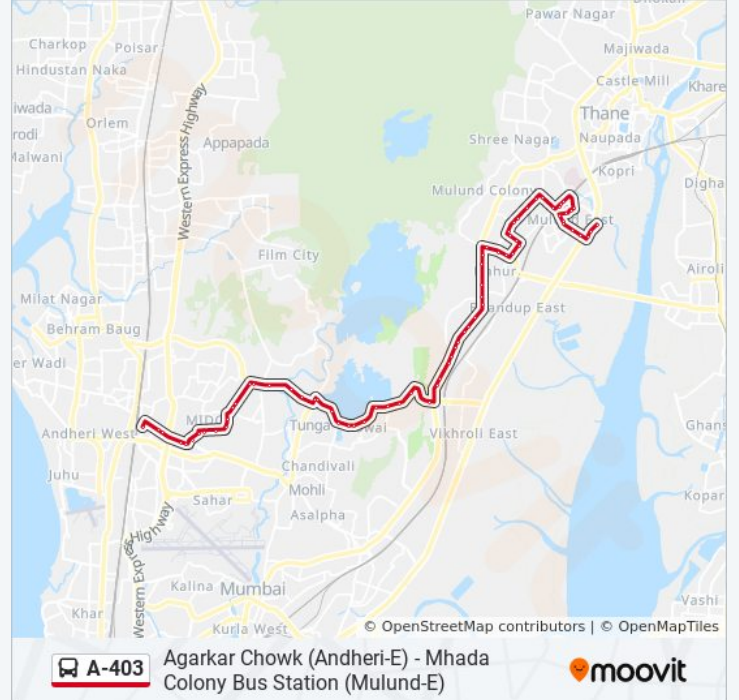 Pawar Nagar
Charkop
Poisar
Majiwada
Hindustan Naka
Castle Mill
Khare
iwada
Thane
rodi
Orlem
Western Express Highway
Shree Nagar
Naupada
Malwani
Appapada
Kopri
Mulund Colony
Digha
Mulund East
Film City
Nahur
Airoli
Milat Nagar
Bhandup East
Behram Baug
er Wadi
MIDC
Andheri West
Tunga
Powai
Vikhroli East
Ghans
Chandivali
Juhu
Mohli
Sahar
Kopar
Asalpha
Western Express Highway
Kalina
Mumbai
Vashi
Khar
Kurla West
© OpenStreetMap contributors | © OpenMapTiles
A-403
Agarkar Chowk (Andheri-E) - Mhada
Colony Bus Station (Mulund-E)
moovit